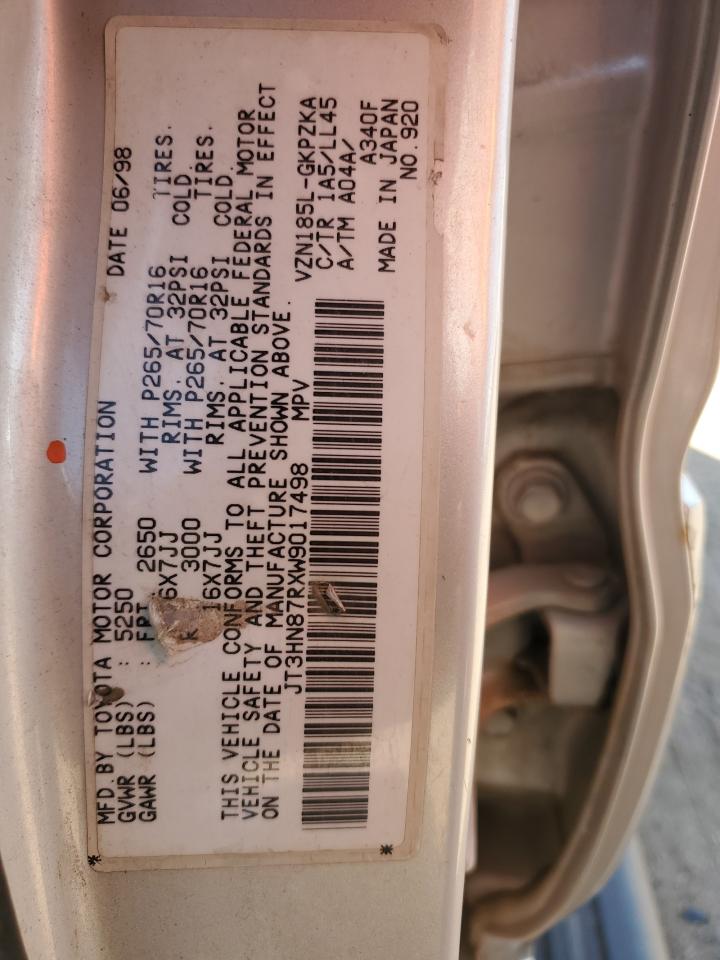 MFD.BY TOYOTA MOTOR CORPORATION DATE 06/98
GVWR (LBS) : 5250
GAWR (LBS) : FRT 2650 WITH P265/70R16 TIRES.
6X7JJ RIMS. AT 32PSI COLD.
R 3000 WITH P265/70R16 TIRES.
16X7JJ RIMS. AT 32PSI COLD.
THIS VEHICLE CONFORMS TO ALL APPLICABLE FEDERAL MOTOR
VEHICLE SAFETY AND THEFT PREVENTION STANDARDS IN EFFECT
ON THE DATE OF MANUFACTURE SHOWN ABOVE.
JT3HN87RXW9017498 MPV
VZN185L-GKPZKA
C/TR 1A5/LL45
A/TM A04A/
A340F
MADE IN JAPAN
NO.920